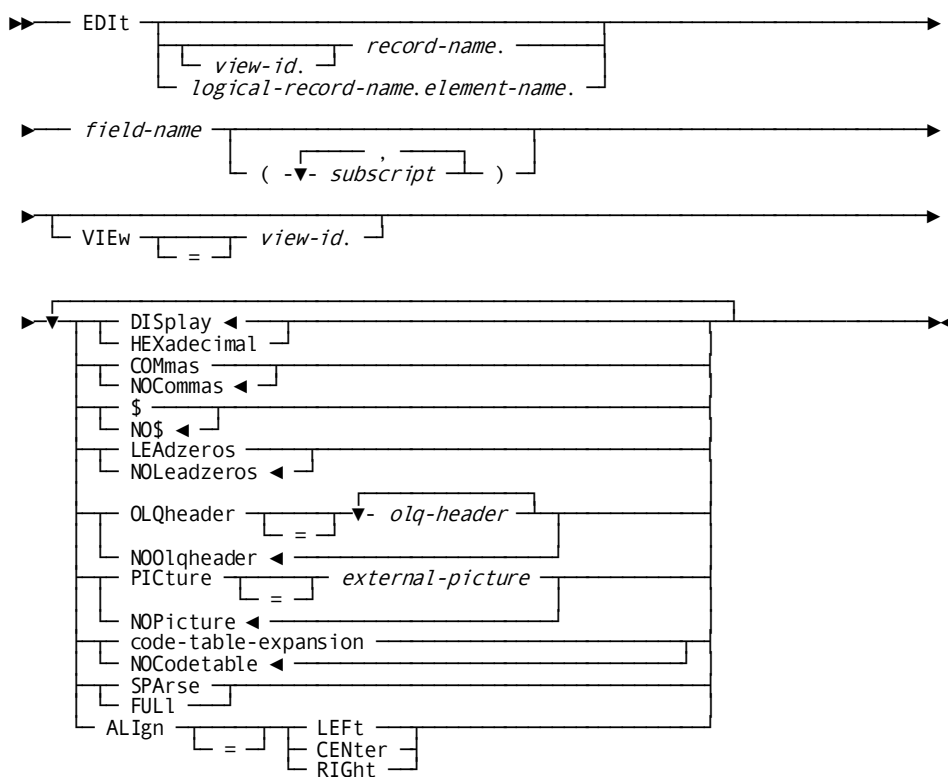 EDIt
record-name.
view-id.
logical-record-name.element-name.
field-name
,
( - - subscript )
VIEw view-id.
=
DISplay
HEXadecimal
COMmas
NOCommas
$
NO$
LEAdzeros
NOLeadzeros
OLQheader - olq-header
=
NOOlqheader
PICture external-picture
=
NOPicture
code-table-expansion
NOCodetable
SPArse
FULl
ALIgn LEFt
= CENter
RIGht